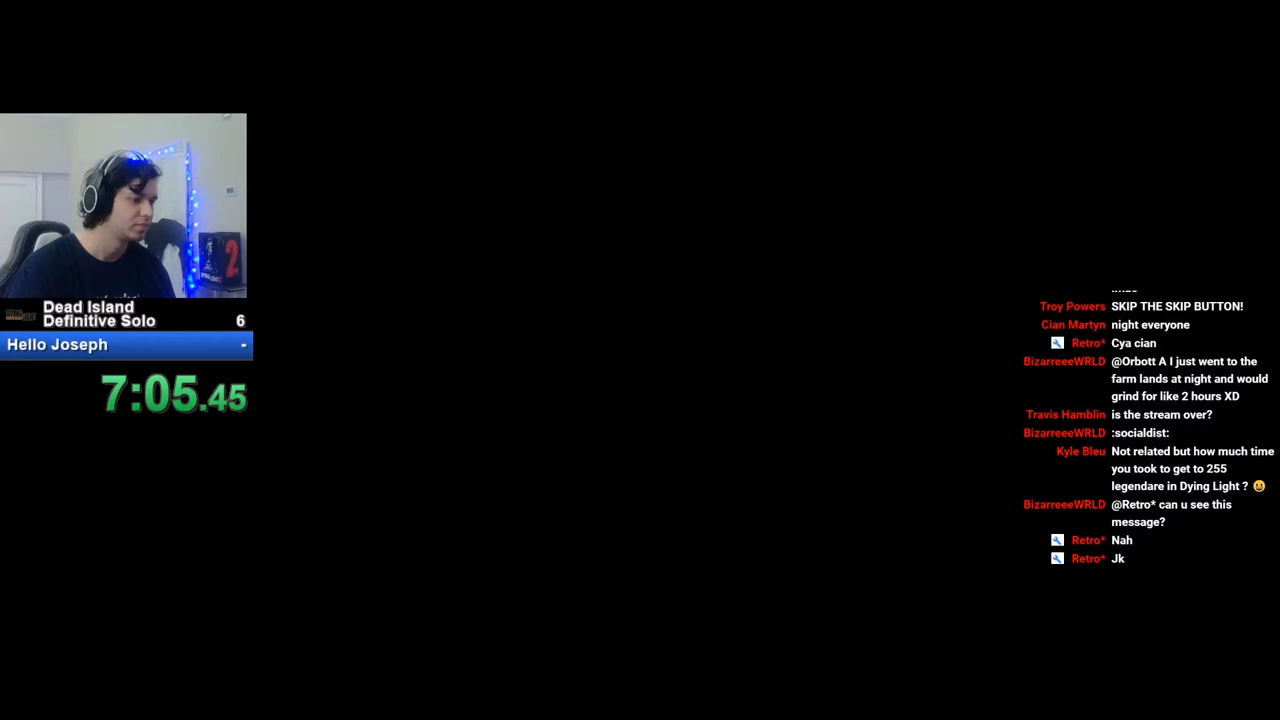 Dead Island
Definitive Solo 6
Hello Joseph -
7:05.45
Troy Powers SKIP THE SKIP BUTTON!
Cian Martyn night everyone
Retro* Cya cian
BizarreeeWRLD @Orbott A I just went to the
farm lands at night and would
grind for like 2 hours XD
Travis Hamblin is the stream over?
BizarreeeWRLD :socialdist:
Kyle Bleu Not related but how much time
you took to get to 255
legendare in Dying Light ? 😃
BizarreeeWRLD @Retro* can u see this
message?
Retro* Nah
Retro* Jk
2